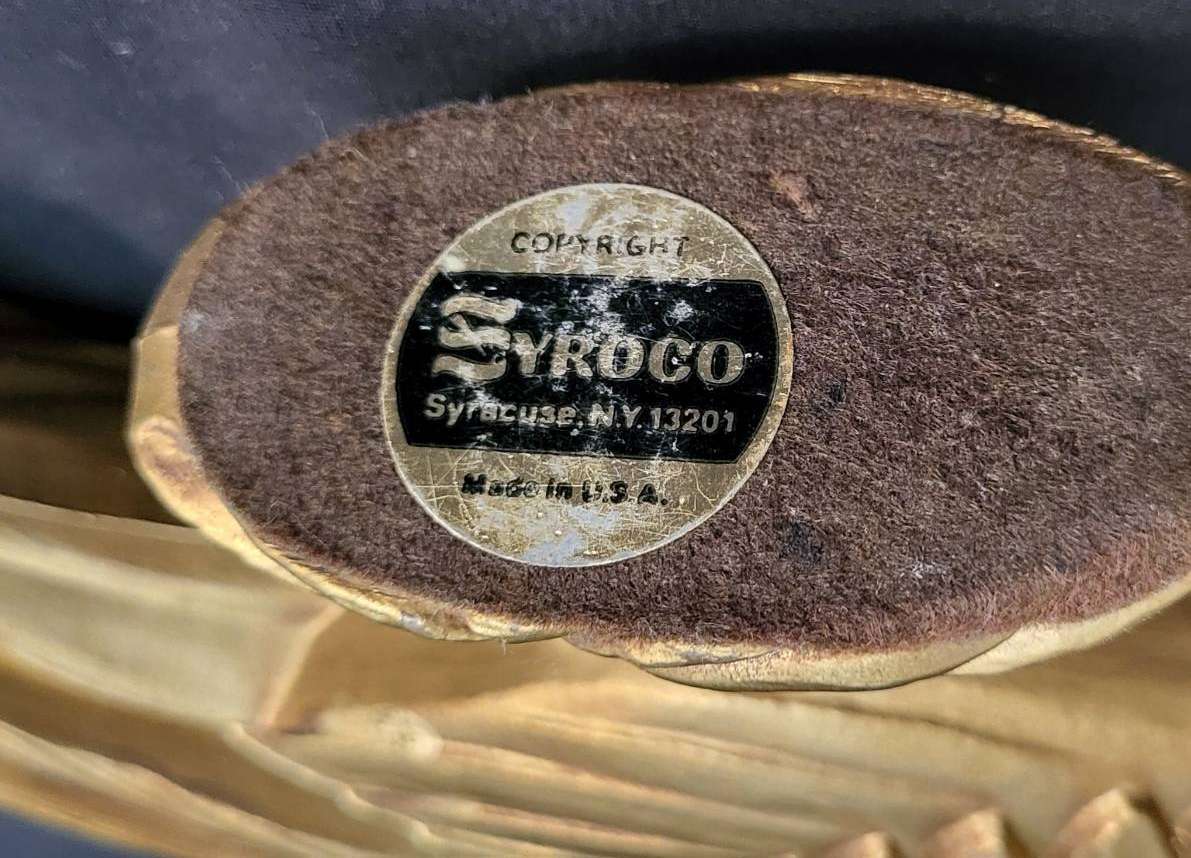 COPYRIGHT
SYROCO
Syracuse, N.Y. 13201
Made in U.S.A.